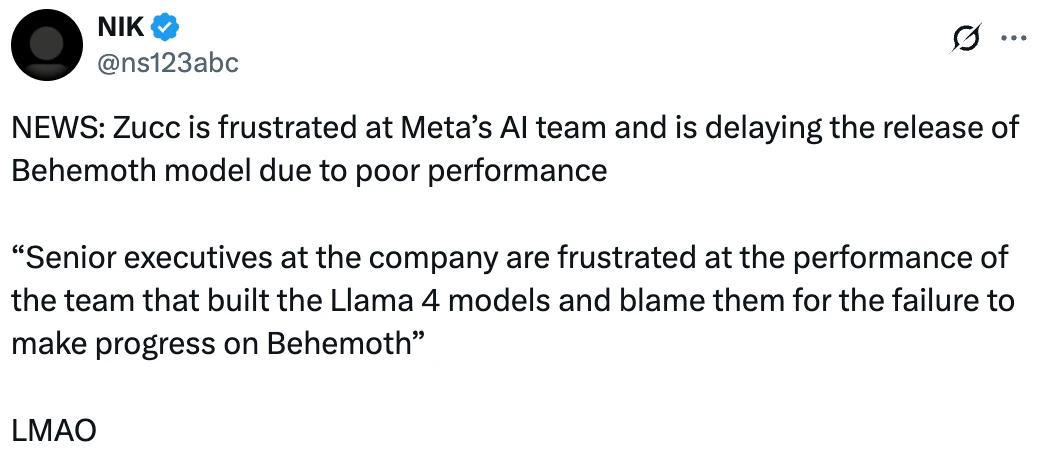 NIK
@ns123abc
NEWS: Zucc is frustrated at Meta’s AI team and is delaying the release of
Behemoth model due to poor performance
“Senior executives at the company are frustrated at the performance of
the team that built the Llama 4 models and blame them for the failure to
make progress on Behemoth”
LMAO